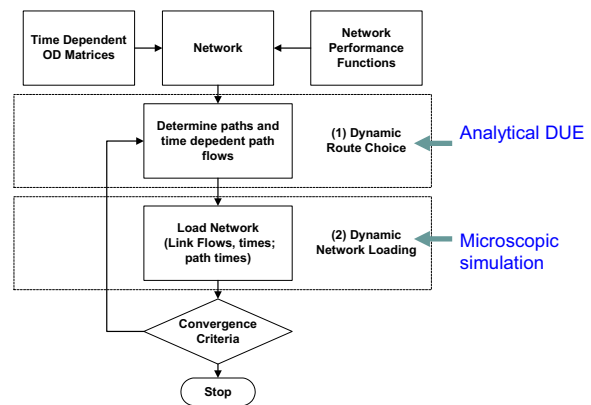 Time Dependent
OD Matrices
Network
Network
Performance
Functions
Determine paths and
time depedent path
flows
(1) Dynamic
Route Choice
Analytical DUE
Load Network
(Link Flows, times;
path times)
(2) Dynamic
Network Loading
Microscopic
simulation
Convergence
Criteria
Stop